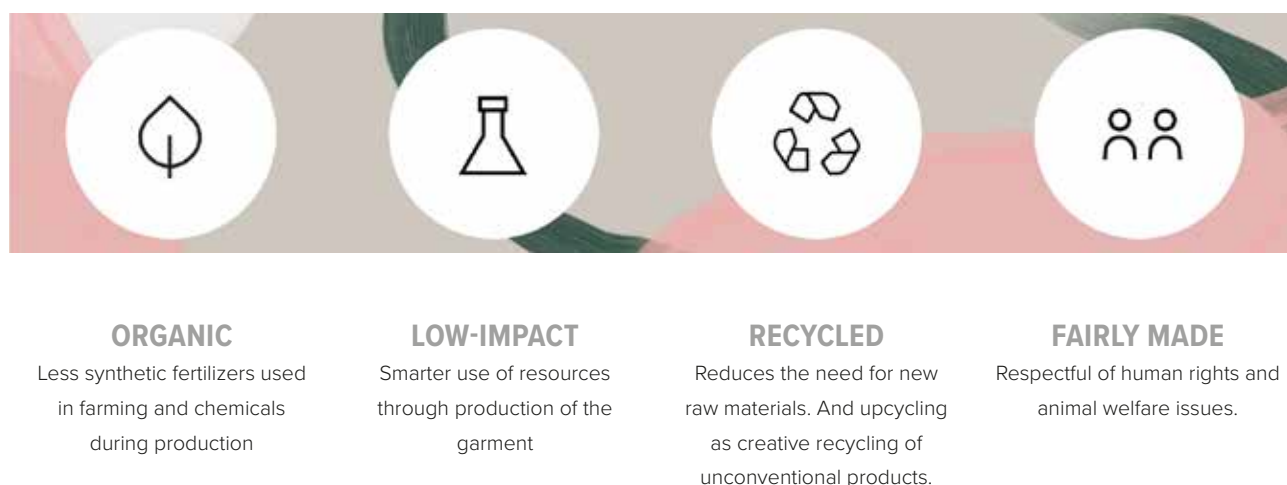 ORGANIC
Less synthetic fertilizers used
in farming and chemicals
during production
LOW-IMPACT
Smarter use of resources
through production of the
garment
RECYCLED
Reduces the need for new
raw materials. And upcycling
as creative recycling of
unconventional products.
FAIRLY MADE
Respectful of human rights and
animal welfare issues.